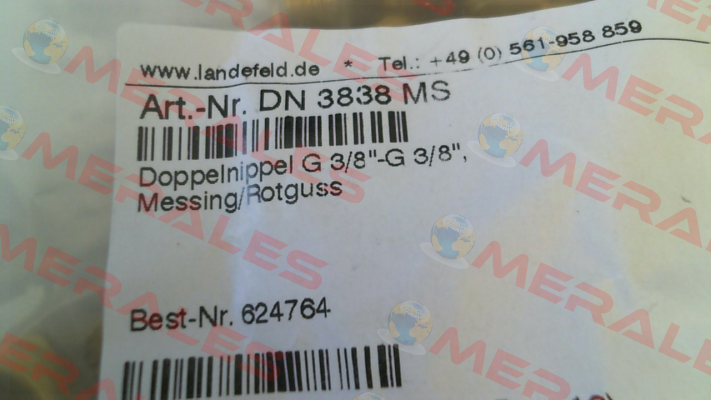 www.landefeld.de * Tel.: +49 (0) 561-958 859
Art.-Nr. DN 3838 MS
Doppelnippel G 3/8"-G 3/8",
Messing/Rotguss
Best-Nr. 624764
MERALES
MERALES
MERALES
MERALES
MERALES